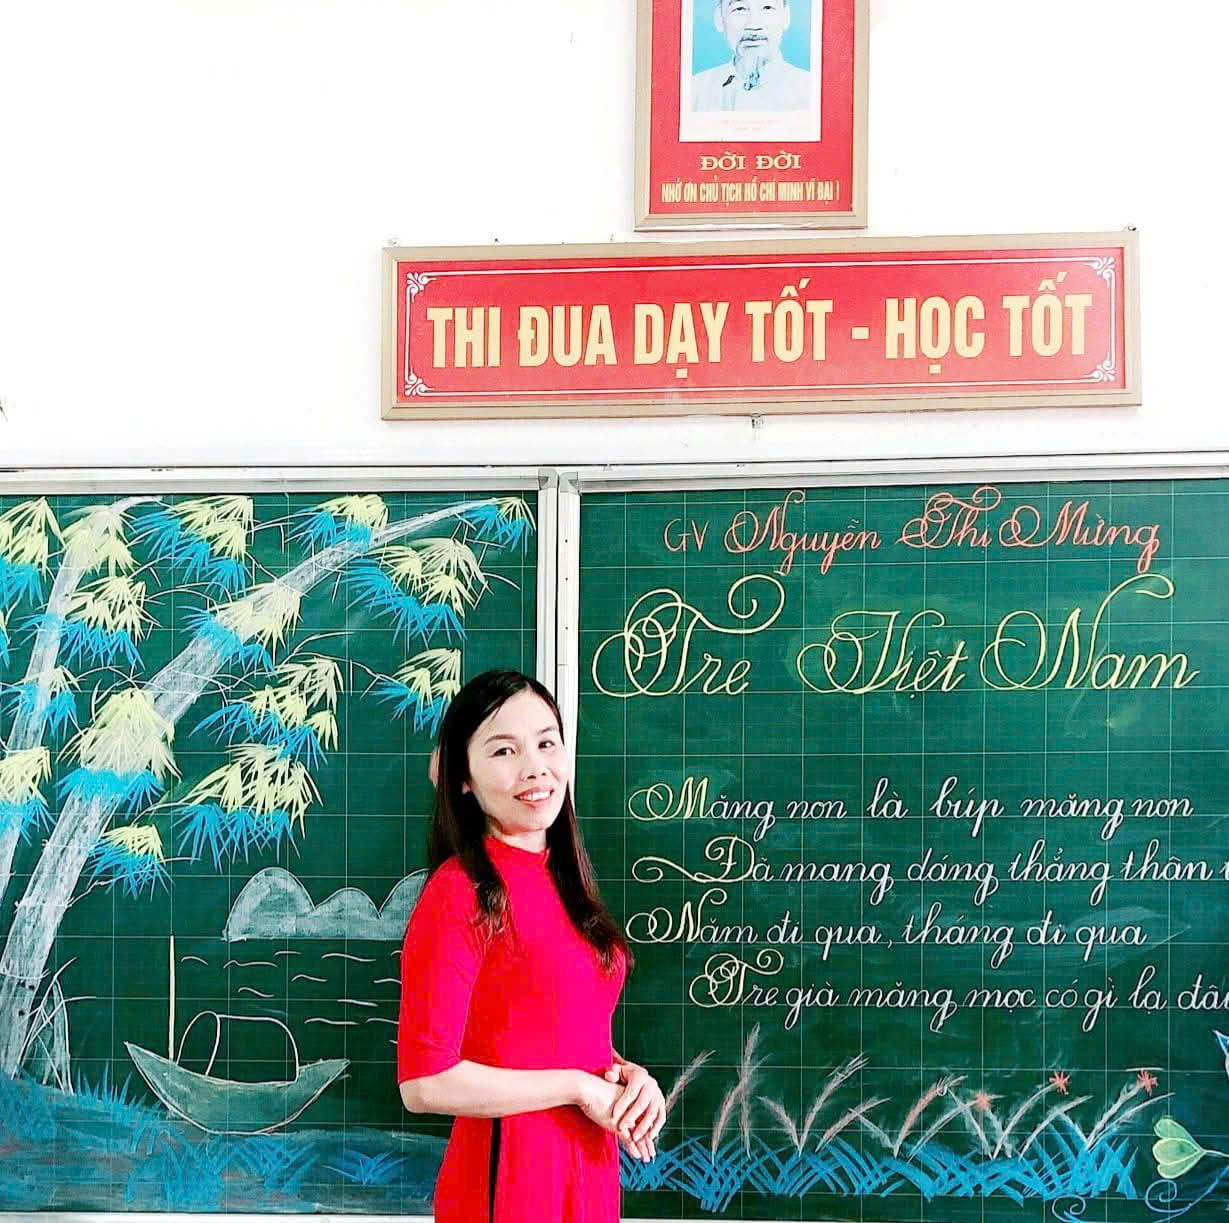 ĐỜI ĐỜI
NHỚ ƠN CHỦ TỊCH HỒ CHÍ MINH VĨ ĐẠI !
THI ĐUA DẠY TỐT - HỌC TỐT
GV Nguyễn Thị Mừng
Tre Việt Nam
Măng non là búp măng non
Đã mang dáng thẳng thân
Năm đi qua, tháng đi qua
Tre già măng mọc có gì lạ đâu